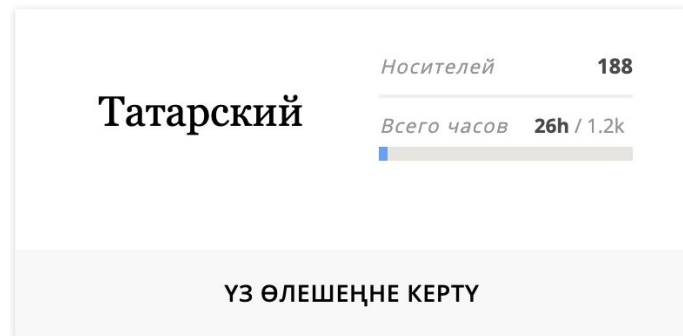 Татарский
Носителей 188
Всего часов 26h / 1.2k
ҮЗ ӨЛЕШЕҢНЕ КЕРТҮ